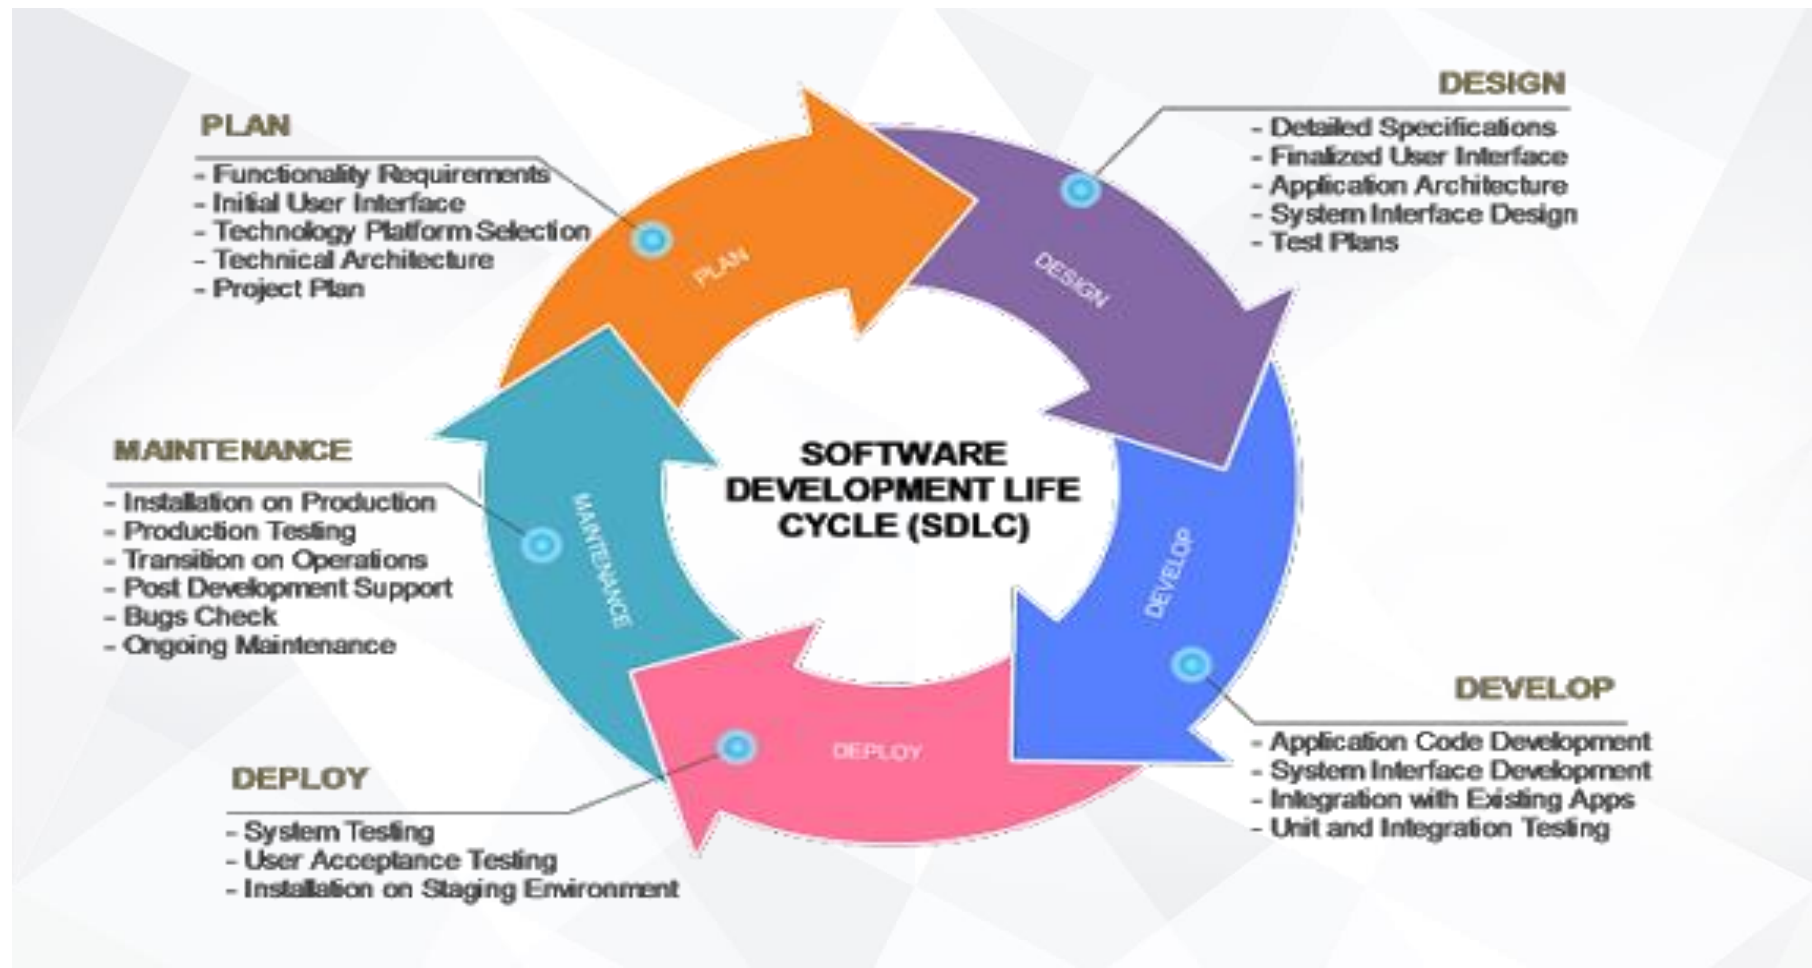 PLAN
- Functionality Requirements
- Initial User Interface
- Technology Platform Selection
- Technical Architecture
- Project Plan
DESIGN
- Detailed Specifications
- Finalized User Interface
- Application Architecture
- System Interface Design
- Test Plans
PLAN
DESIGN
MAINTENANCE
- Installation on Production
- Production Testing
- Transition on Operations
- Post Development Support
- Bugs Check
- Ongoing Maintenance
MAINTENANCE
SOFTWARE
DEVELOPMENT LIFE
CYCLE (SDLC)
DEVELOP
DEVELOP
- Application Code Development
- System Interface Development
- Integration with Existing Apps
- Unit and Integration Testing
DEPLOY
DEPLOY
- System Testing
- User Acceptance Testing
- Installation on Staging Environment